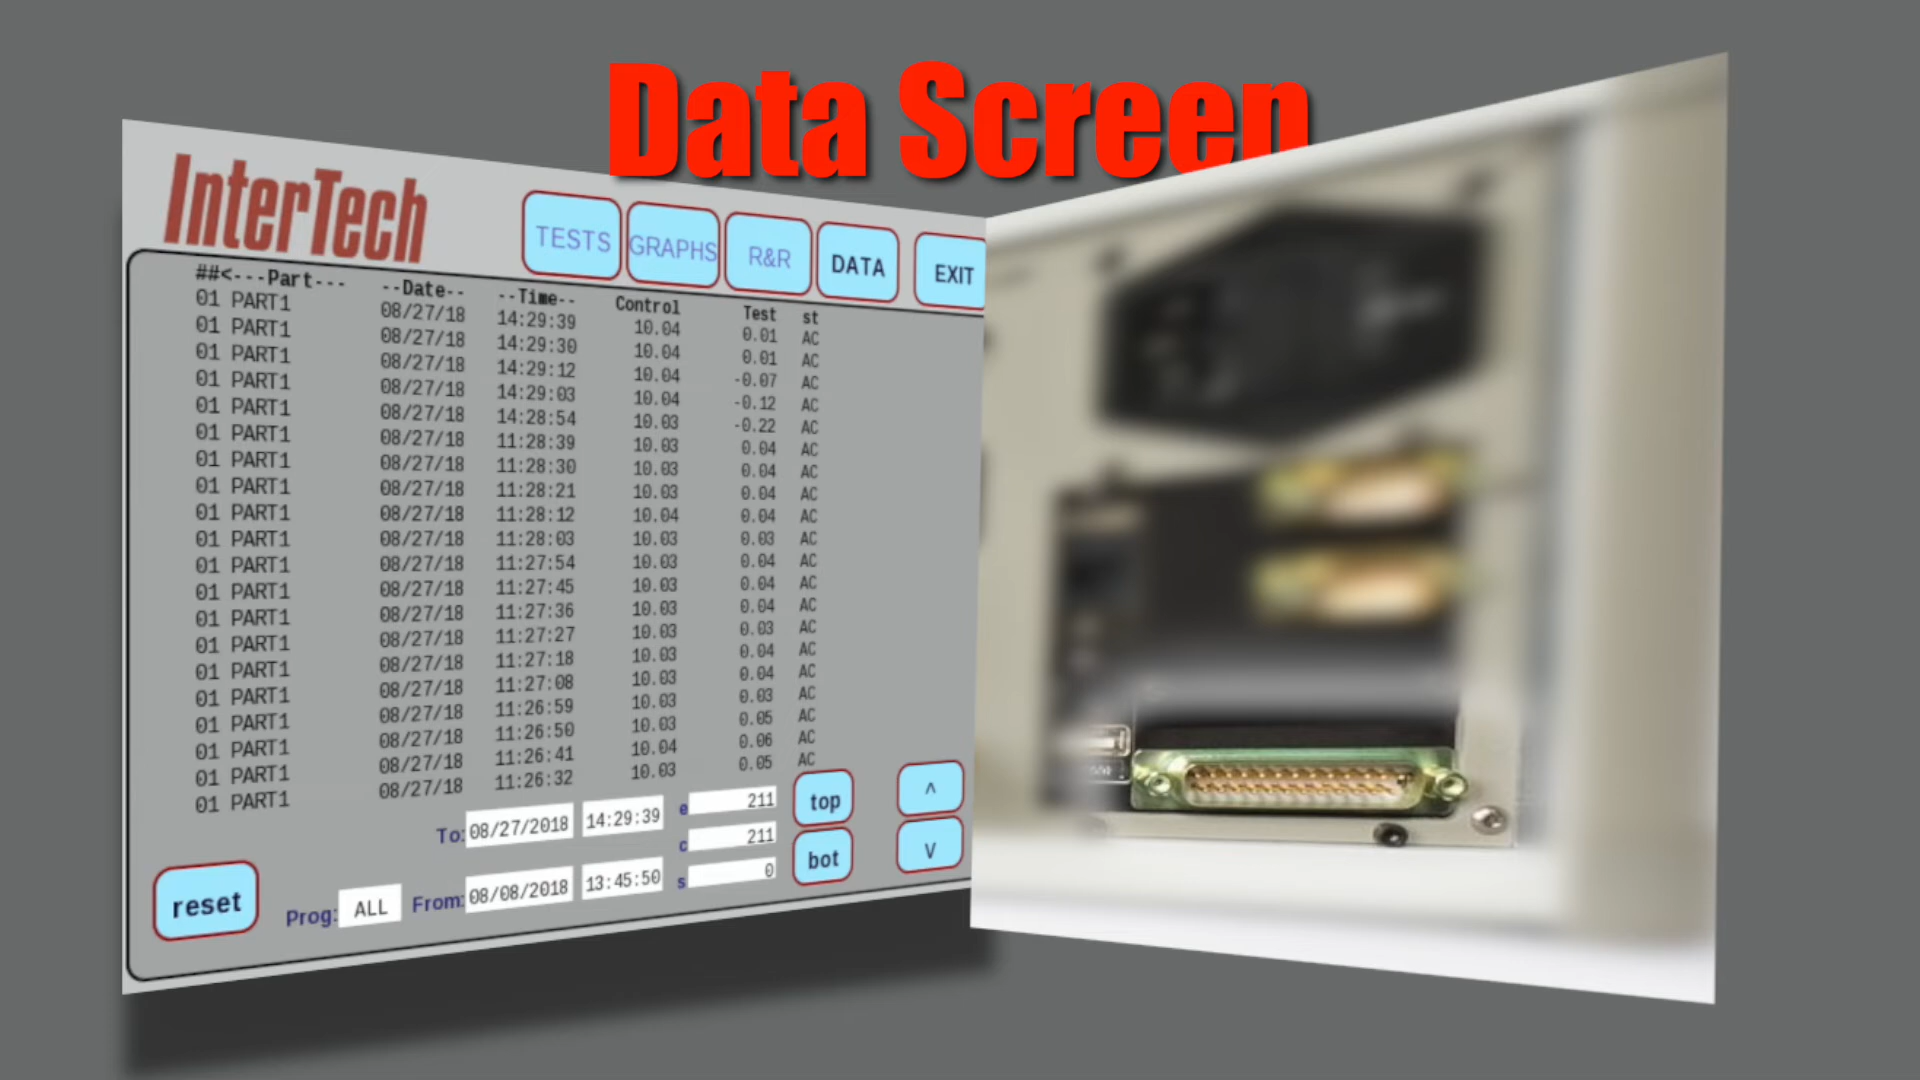 Data Screen
InterTech
TESTS GRAPHS R&R DATA EXIT
##<---Part--- --Date-- --Time-- Control Test st
01 PART1 08/27/18 14:29:39 10.04 0.01 AC
01 PART1 08/27/18 14:29:30 10.04 0.01 AC
01 PART1 08/27/18 14:29:12 10.04 -0.07 AC
01 PART1 08/27/18 14:29:03 10.04 -0.12 AC
01 PART1 08/27/18 14:28:54 10.03 -0.22 AC
01 PART1 08/27/18 11:28:39 10.03 0.04 AC
01 PART1 08/27/18 11:28:30 10.03 0.04 AC
01 PART1 08/27/18 11:28:21 10.03 0.04 AC
01 PART1 08/27/18 11:28:12 10.04 0.04 AC
01 PART1 08/27/18 11:28:03 10.03 0.03 AC
01 PART1 08/27/18 11:27:54 10.03 0.04 AC
01 PART1 08/27/18 11:27:45 10.03 0.04 AC
01 PART1 08/27/18 11:27:36 10.03 0.04 AC
01 PART1 08/27/18 11:27:27 10.03 0.03 AC
01 PART1 08/27/18 11:27:18 10.03 0.04 AC
01 PART1 08/27/18 11:27:08 10.03 0.04 AC
01 PART1 08/27/18 11:26:59 10.03 0.03 AC
01 PART1 08/27/18 11:26:50 10.03 0.05 AC
01 PART1 08/27/18 11:26:41 10.04 0.06 AC
01 PART1 08/27/18 11:26:32 10.03 0.05 AC
To: 08/27/2018 14:29:39 e 211 top ^
c 211 bot V
reset Prog: ALL From: 08/08/2018 13:45:50 s 0